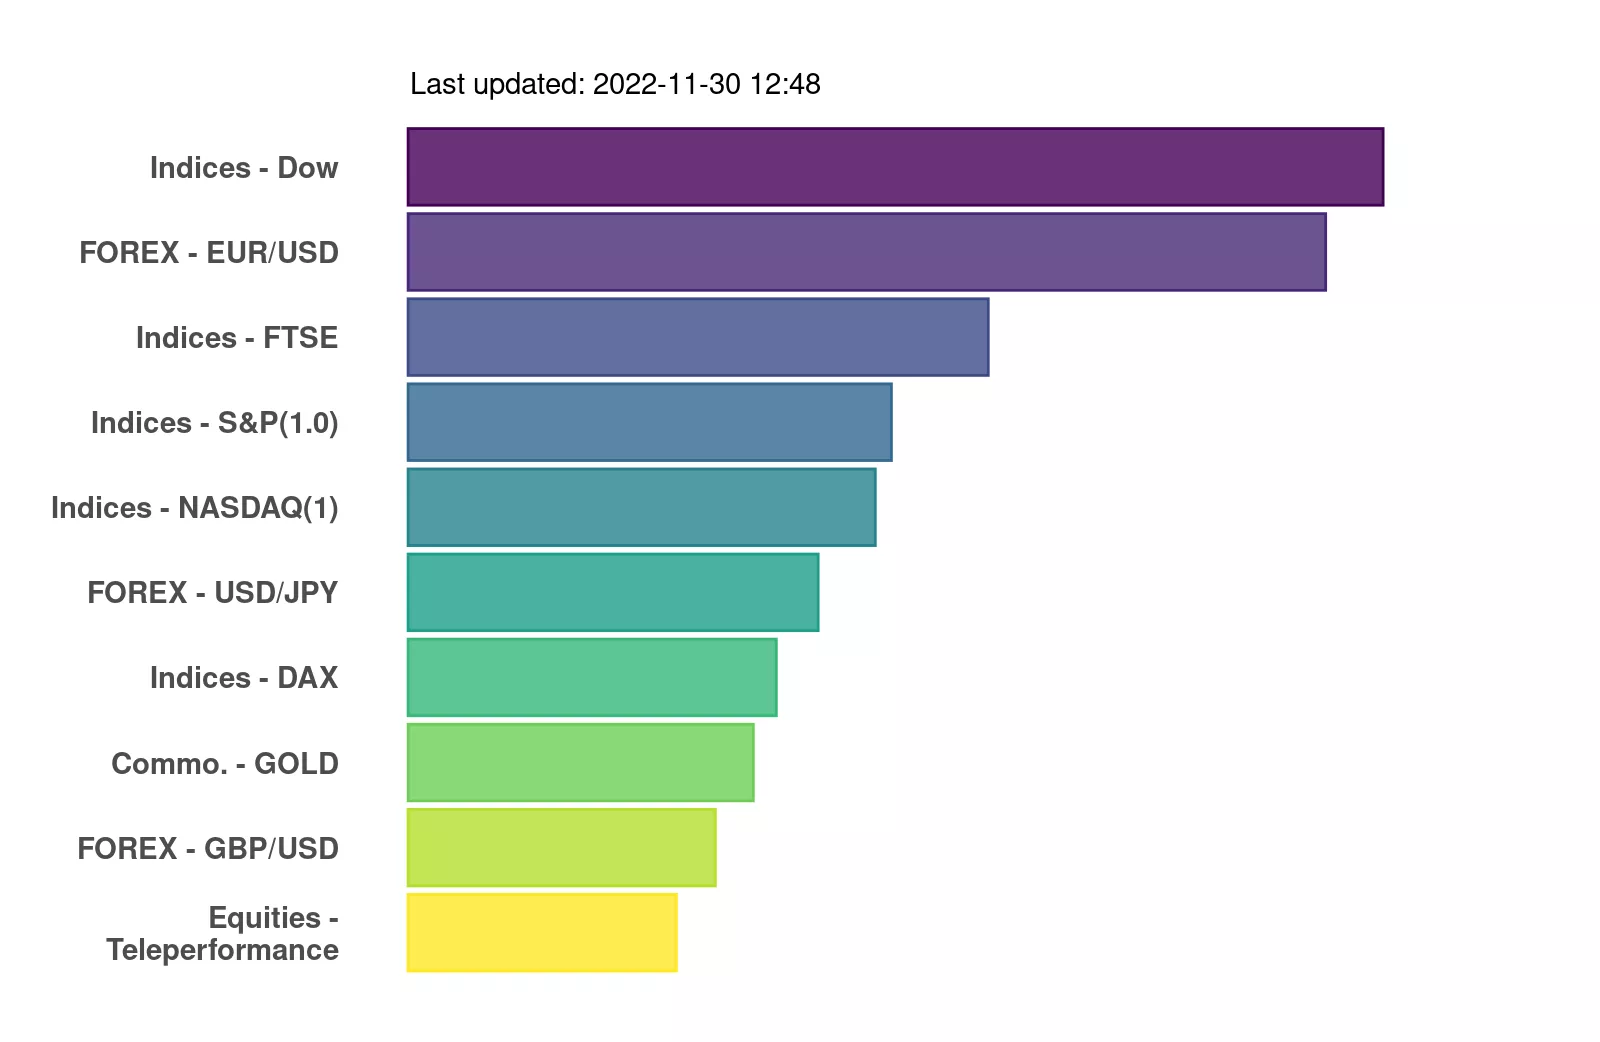 Last updated: 2022-11-30 12:48
Indices - Dow
FOREX - EUR/USD
Indices - FTSE
Indices - S&P(1.0)
Indices - NASDAQ(1)
FOREX - USD/JPY
Indices - DAX
Commo. - GOLD
FOREX - GBP/USD
Equities -
Teleperformance